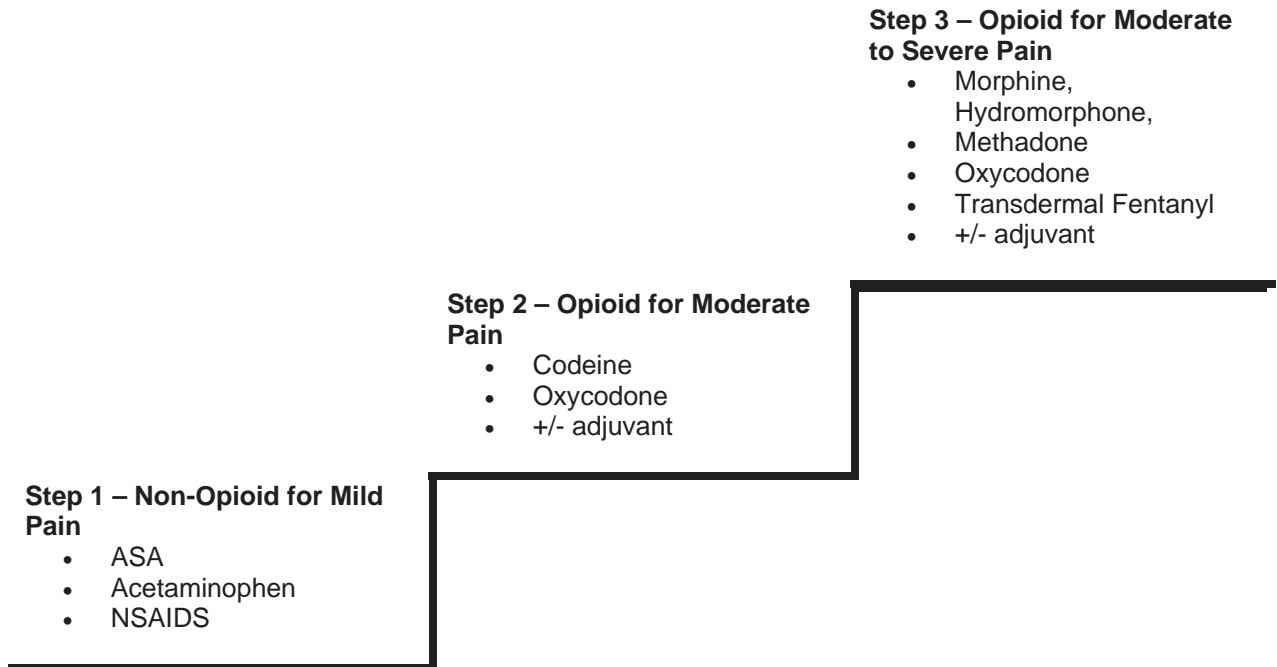 Step 1 – Non-Opioid for Mild
Pain
• ASA
• Acetaminophen
• NSAIDS
Step 2 – Opioid for Moderate
Pain
• Codeine
• Oxycodone
• +/- adjuvant
Step 3 – Opioid for Moderate
to Severe Pain
• Morphine,
Hydromorphone,
• Methadone
• Oxycodone
• Transdermal Fentanyl
• +/- adjuvant